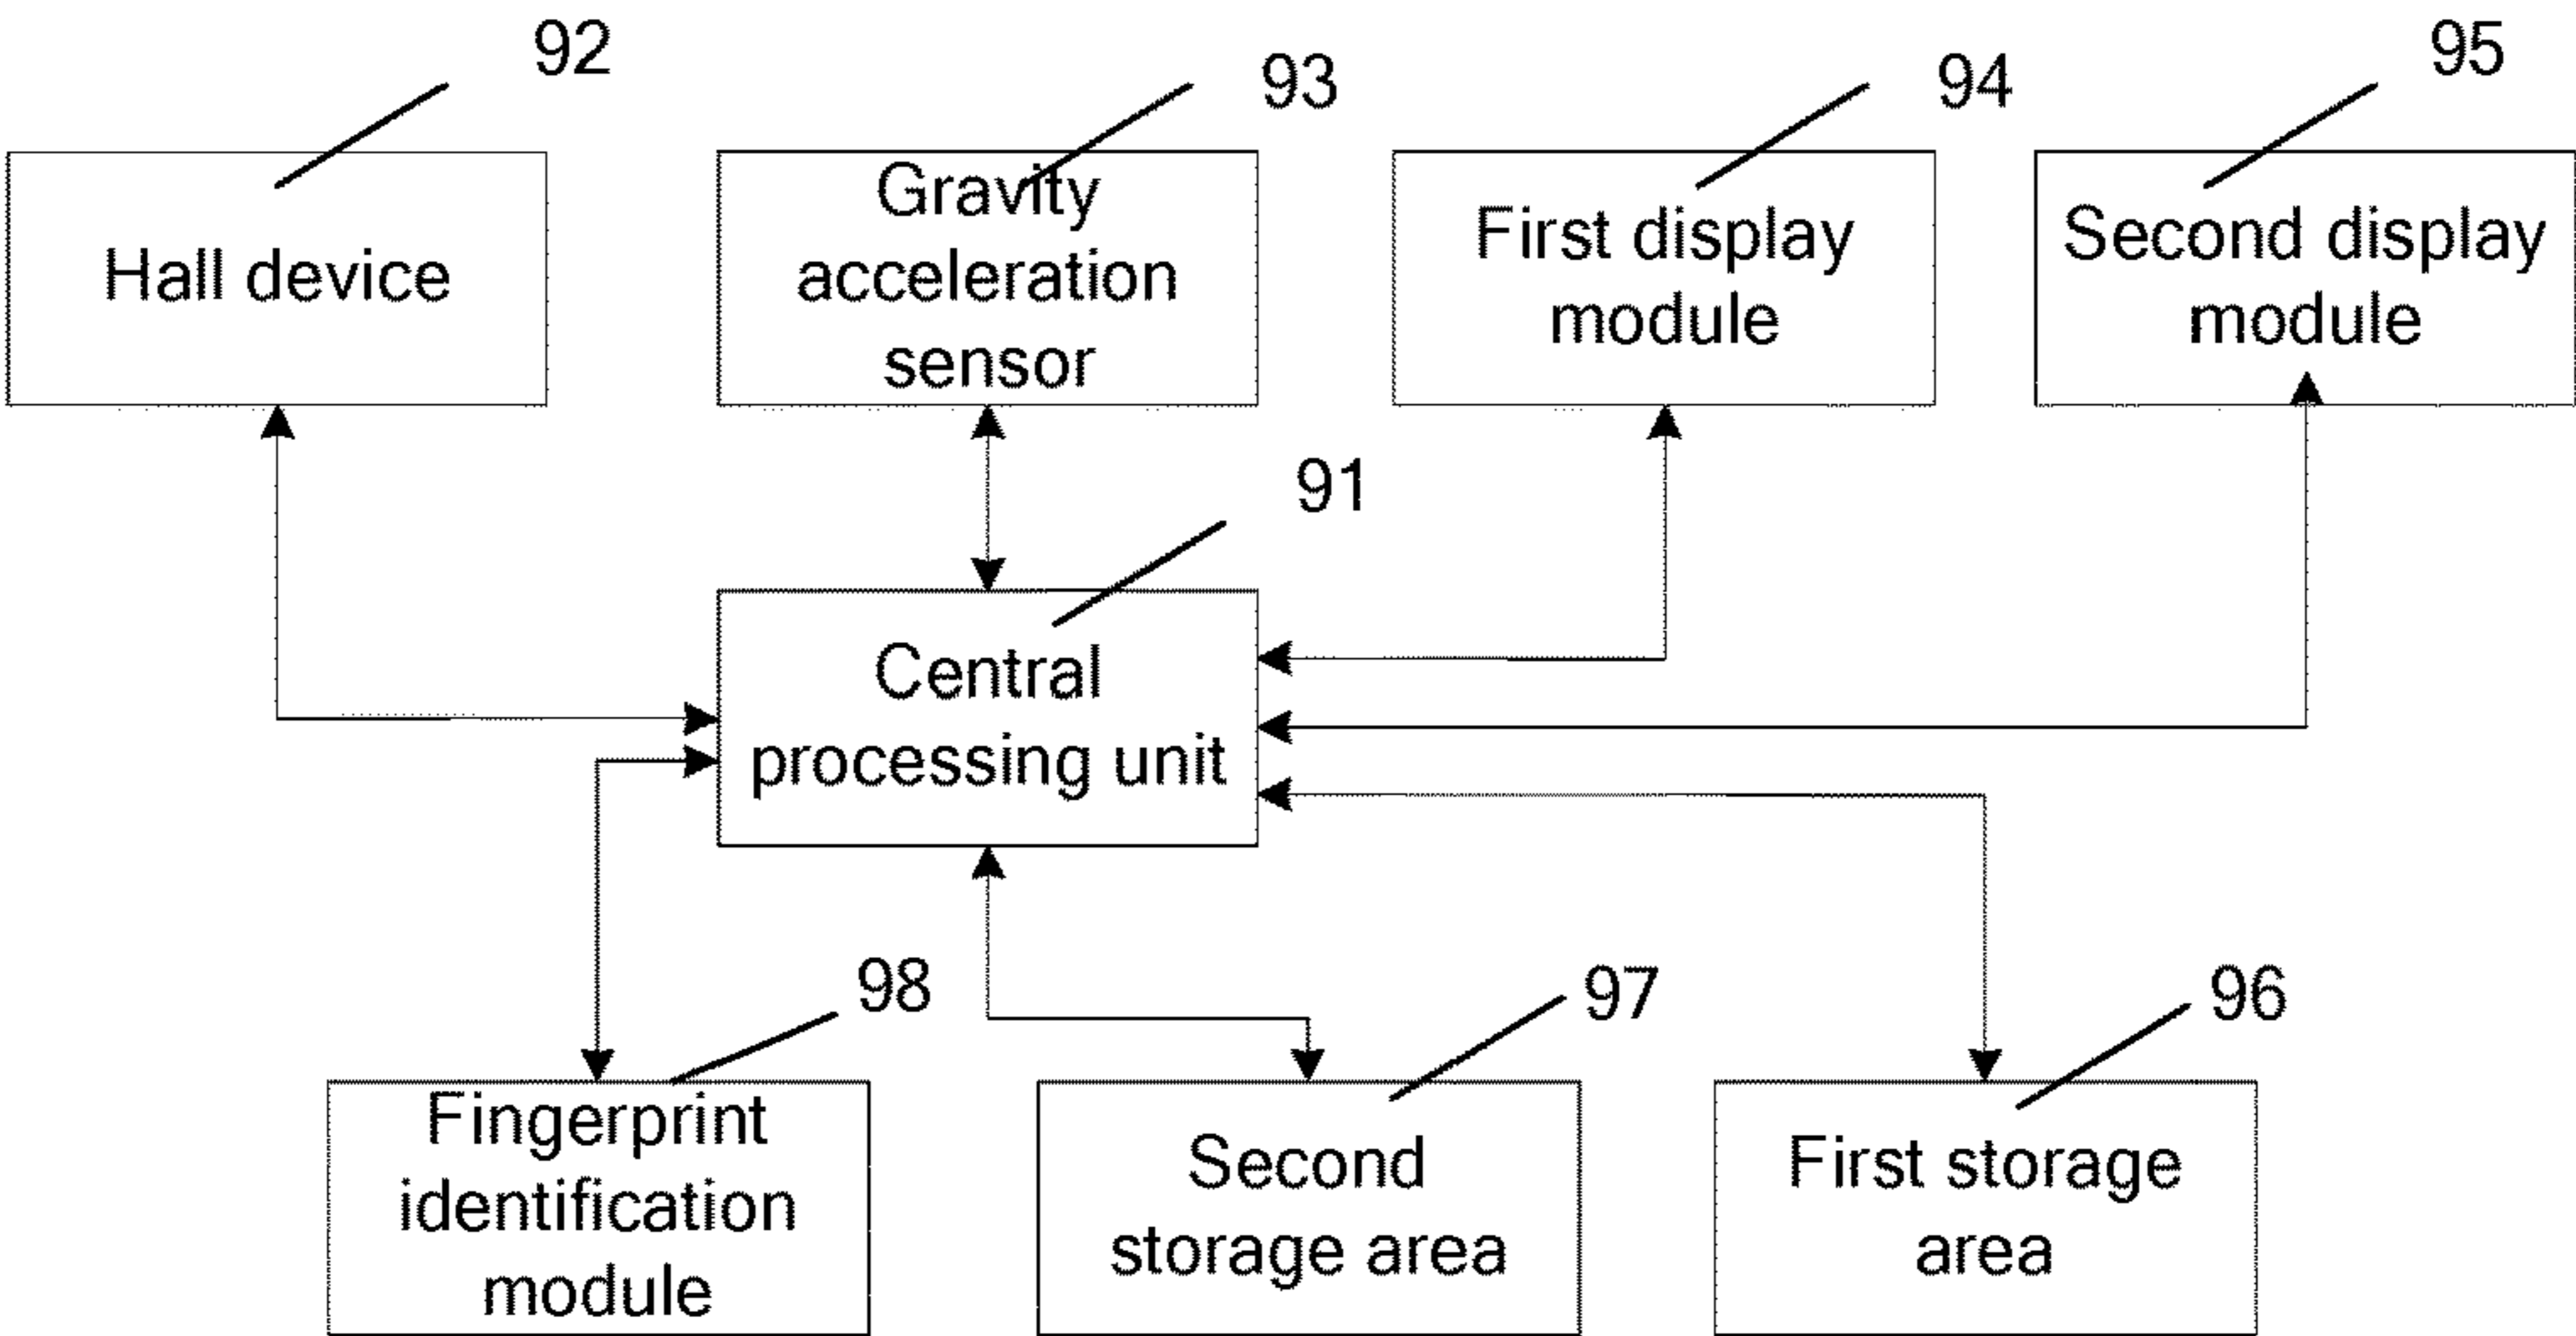 92
93
94
95
Hall device
Gravity
acceleration
sensor
First display
module
Second display
module
91
Central
processing unit
98
97
96
Fingerprint
identification
module
Second
storage area
First storage
area